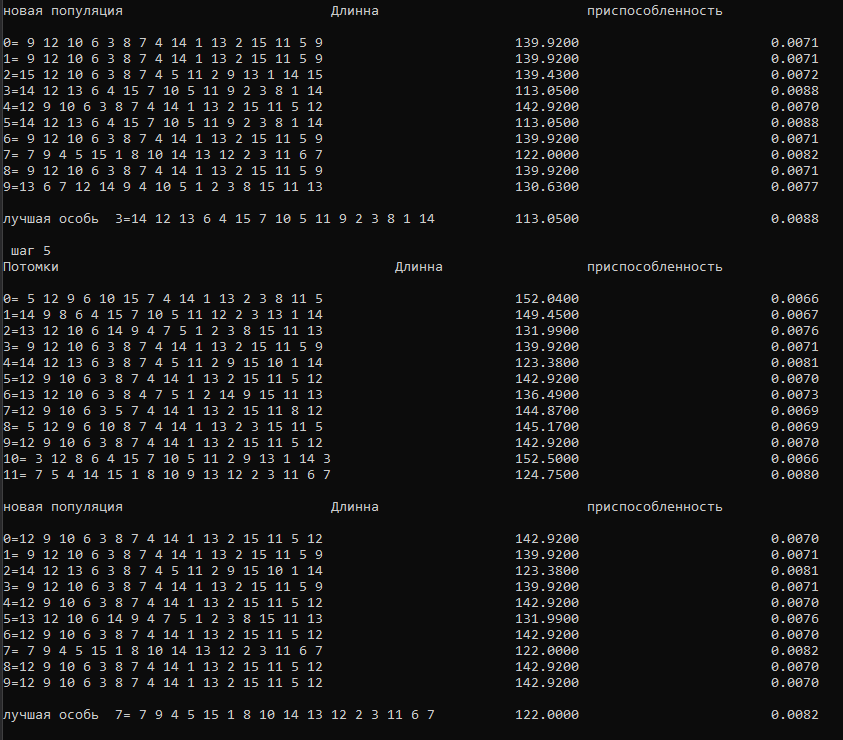 новая популяция Длинна приспособленность
0= 9 12 10 6 3 8 7 4 14 1 13 2 15 11 5 9 139.9200 0.0071
1= 9 12 10 6 3 8 7 4 14 1 13 2 15 11 5 9 139.9200 0.0071
2=15 12 10 6 3 8 7 4 5 11 2 9 13 1 14 15 139.4300 0.0072
3=14 12 13 6 4 15 7 10 5 11 9 2 3 8 1 14 113.0500 0.0088
4=12 9 10 6 3 8 7 4 14 1 13 2 15 11 5 12 142.9200 0.0070
5=14 12 13 6 4 15 7 10 5 11 9 2 3 8 1 14 113.0500 0.0088
6= 9 12 10 6 3 8 7 4 14 1 13 2 15 11 5 9 139.9200 0.0071
7= 7 9 4 5 15 1 8 10 14 13 12 2 3 11 6 7 122.0000 0.0082
8= 9 12 10 6 3 8 7 4 14 1 13 2 15 11 5 9 139.9200 0.0071
9=13 6 7 12 14 9 4 10 5 1 2 3 8 15 11 13 130.6300 0.0077
лучшая особь 3=14 12 13 6 4 15 7 10 5 11 9 2 3 8 1 14 113.0500 0.0088
шаг 5
Потомки Длинна приспособленность
0= 5 12 9 6 10 15 7 4 14 1 13 2 3 8 11 5 152.0400 0.0066
1=14 9 8 6 4 15 7 10 5 11 12 2 3 13 1 14 149.4500 0.0067
2=13 12 10 6 14 9 4 7 5 1 2 3 8 15 11 13 131.9900 0.0076
3= 9 12 10 6 3 8 7 4 14 1 13 2 15 11 5 9 139.9200 0.0071
4=14 12 13 6 3 8 7 4 5 11 2 9 15 10 1 14 123.3800 0.0081
5=12 9 10 6 3 8 7 4 14 1 13 2 15 11 5 12 142.9200 0.0070
6=13 12 10 6 3 8 4 7 5 1 2 14 9 15 11 13 136.4900 0.0073
7=12 9 10 6 3 5 7 4 14 1 13 2 15 11 8 12 144.8700 0.0069
8= 5 12 9 6 10 8 7 4 14 1 13 2 3 15 11 5 145.1700 0.0069
9=12 9 10 6 3 8 7 4 14 1 13 2 15 11 5 12 142.9200 0.0070
10= 3 12 8 6 4 15 7 10 5 11 2 9 13 1 14 3 152.5000 0.0066
11= 7 5 4 14 15 1 8 10 9 13 12 2 3 11 6 7 124.7500 0.0080
новая популяция Длинна приспособленность
0=12 9 10 6 3 8 7 4 14 1 13 2 15 11 5 12 142.9200 0.0070
1= 9 12 10 6 3 8 7 4 14 1 13 2 15 11 5 9 139.9200 0.0071
2=14 12 13 6 3 8 7 4 5 11 2 9 15 10 1 14 123.3800 0.0081
3= 9 12 10 6 3 8 7 4 14 1 13 2 15 11 5 9 139.9200 0.0071
4=12 9 10 6 3 8 7 4 14 1 13 2 15 11 5 12 142.9200 0.0070
5=13 12 10 6 14 9 4 7 5 1 2 3 8 15 11 13 131.9900 0.0076
6=12 9 10 6 3 8 7 4 14 1 13 2 15 11 5 12 142.9200 0.0070
7= 7 9 4 5 15 1 8 10 14 13 12 2 3 11 6 7 122.0000 0.0082
8=12 9 10 6 3 8 7 4 14 1 13 2 15 11 5 12 142.9200 0.0070
9=12 9 10 6 3 8 7 4 14 1 13 2 15 11 5 12 142.9200 0.0070
лучшая особь 7= 7 9 4 5 15 1 8 10 14 13 12 2 3 11 6 7 122.0000 0.0082